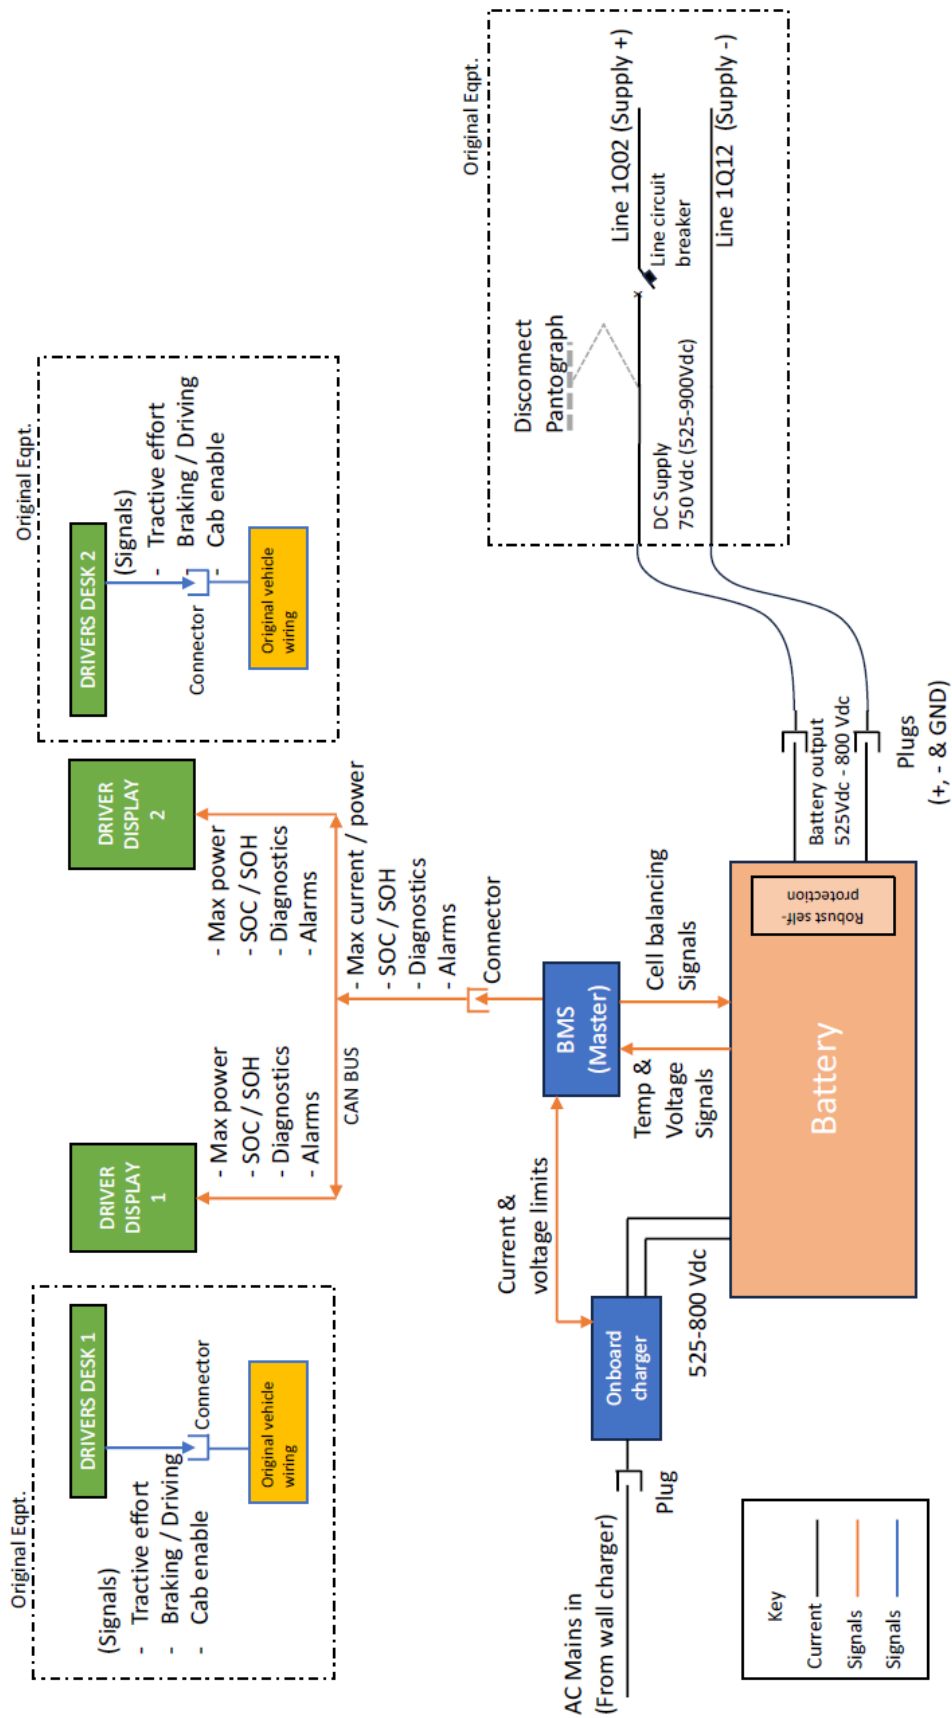 Original Eqpt.
DRIVERS DESK 1
(Signals)
- Tractive effort
- Braking / Driving
- Cab enable
Connector
Original vehicle
wiring
DRIVER
DISPLAY
1
- Max power
- SOC / SOH
- Diagnostics
- Alarms
CAN BUS
DRIVER
DISPLAY
2
- Max power
- SOC / SOH
- Diagnostics
- Alarms
- Max current / power
- SOC / SOH
- Diagnostics
- Alarms
Connector
Original Eqpt.
DRIVERS DESK 2
(Signals)
- Tractive effort
- Braking / Driving
- Cab enable
Connector
Original vehicle
wiring
AC Mains in
(From wall charger)
Plug
Onboard
charger
Current &
voltage limits
525-800 Vdc
BMS
(Master)
Temp &
Voltage
Signals
Cell balancing
Signals
Battery
Robust self-
protection
Battery output
525Vdc - 800 Vdc
Plugs
(+, - & GND)
Original Eqpt.
Disconnect
Pantograph
DC Supply
750 Vdc (525-900Vdc)
Line 1Q02 (Supply +)
Line circuit
breaker
Line 1Q12 (Supply -)
Key
Current
Signals
Signals